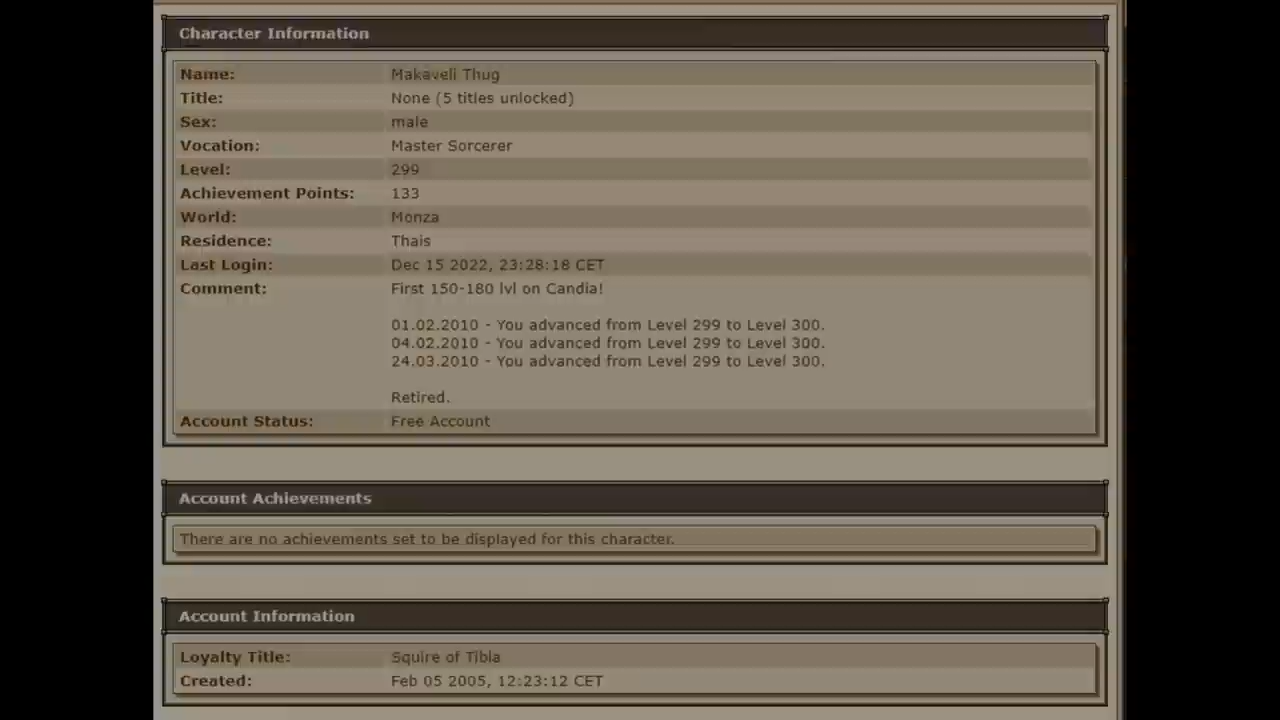 Character Information
Name: Makaveli Thug
Title: None (5 titles unlocked)
Sex: male
Vocation: Master Sorcerer
Level: 299
Achievement Points: 133
World: Monza
Residence: Thais
Last Login: Dec 15 2022, 23:28:18 CET
Comment: First 150-180 lvl on Candia!
01.02.2010 - You advanced from Level 299 to Level 300.
04.02.2010 - You advanced from Level 299 to Level 300.
24.03.2010 - You advanced from Level 299 to Level 300.
Retired.
Account Status: Free Account
Account Achievements
There are no achievements set to be displayed for this character.
Account Information
Loyalty Title: Squire of Tibia
Created: Feb 05 2005, 12:23:12 CET